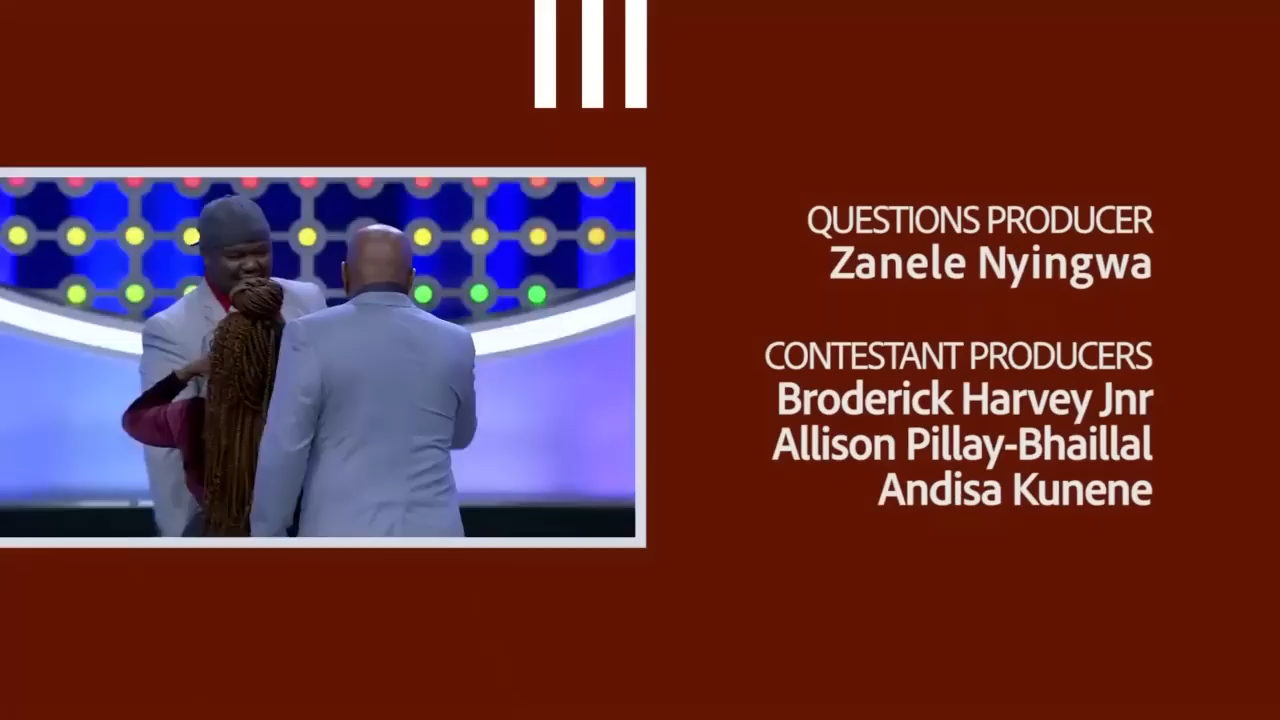 QUESTIONS PRODUCER
Zanele Nyingwa
CONTESTANT PRODUCERS
Broderick Harvey Jnr
Allison Pillay-Bhaillal
Andisa Kunene